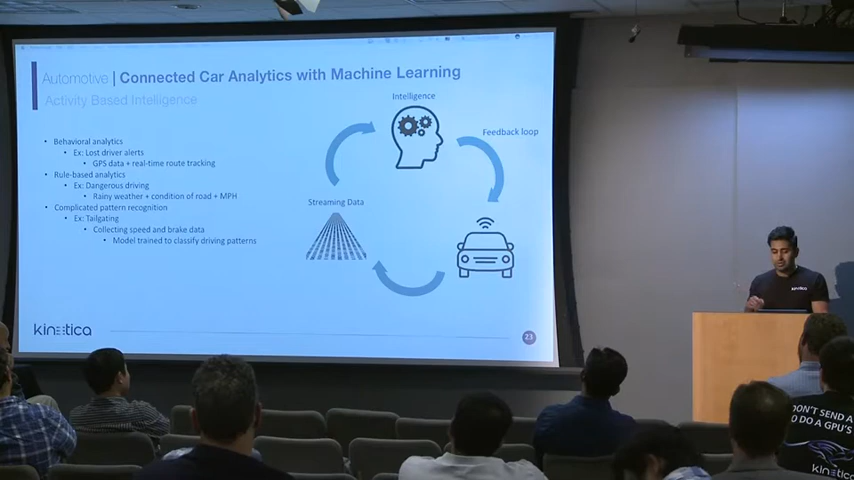 Automotive | Connected Car Analytics with Machine Learning
Activity Based Intelligence
Behavioral analytics
Ex: Lost driver alerts
GPS data + real-time route tracking
Rule-based analytics
Ex: Dangerous driving
Rainy weather + condition of road + MPH
Complicated pattern recognition
Ex: Tailgating
Collecting speed and brake data
Model trained to classify driving patterns
Intelligence
Feedback loop
Streaming Data
kinetica
23
kinetica
DON'T SEND A
TO DO A GPU'S
kinetica